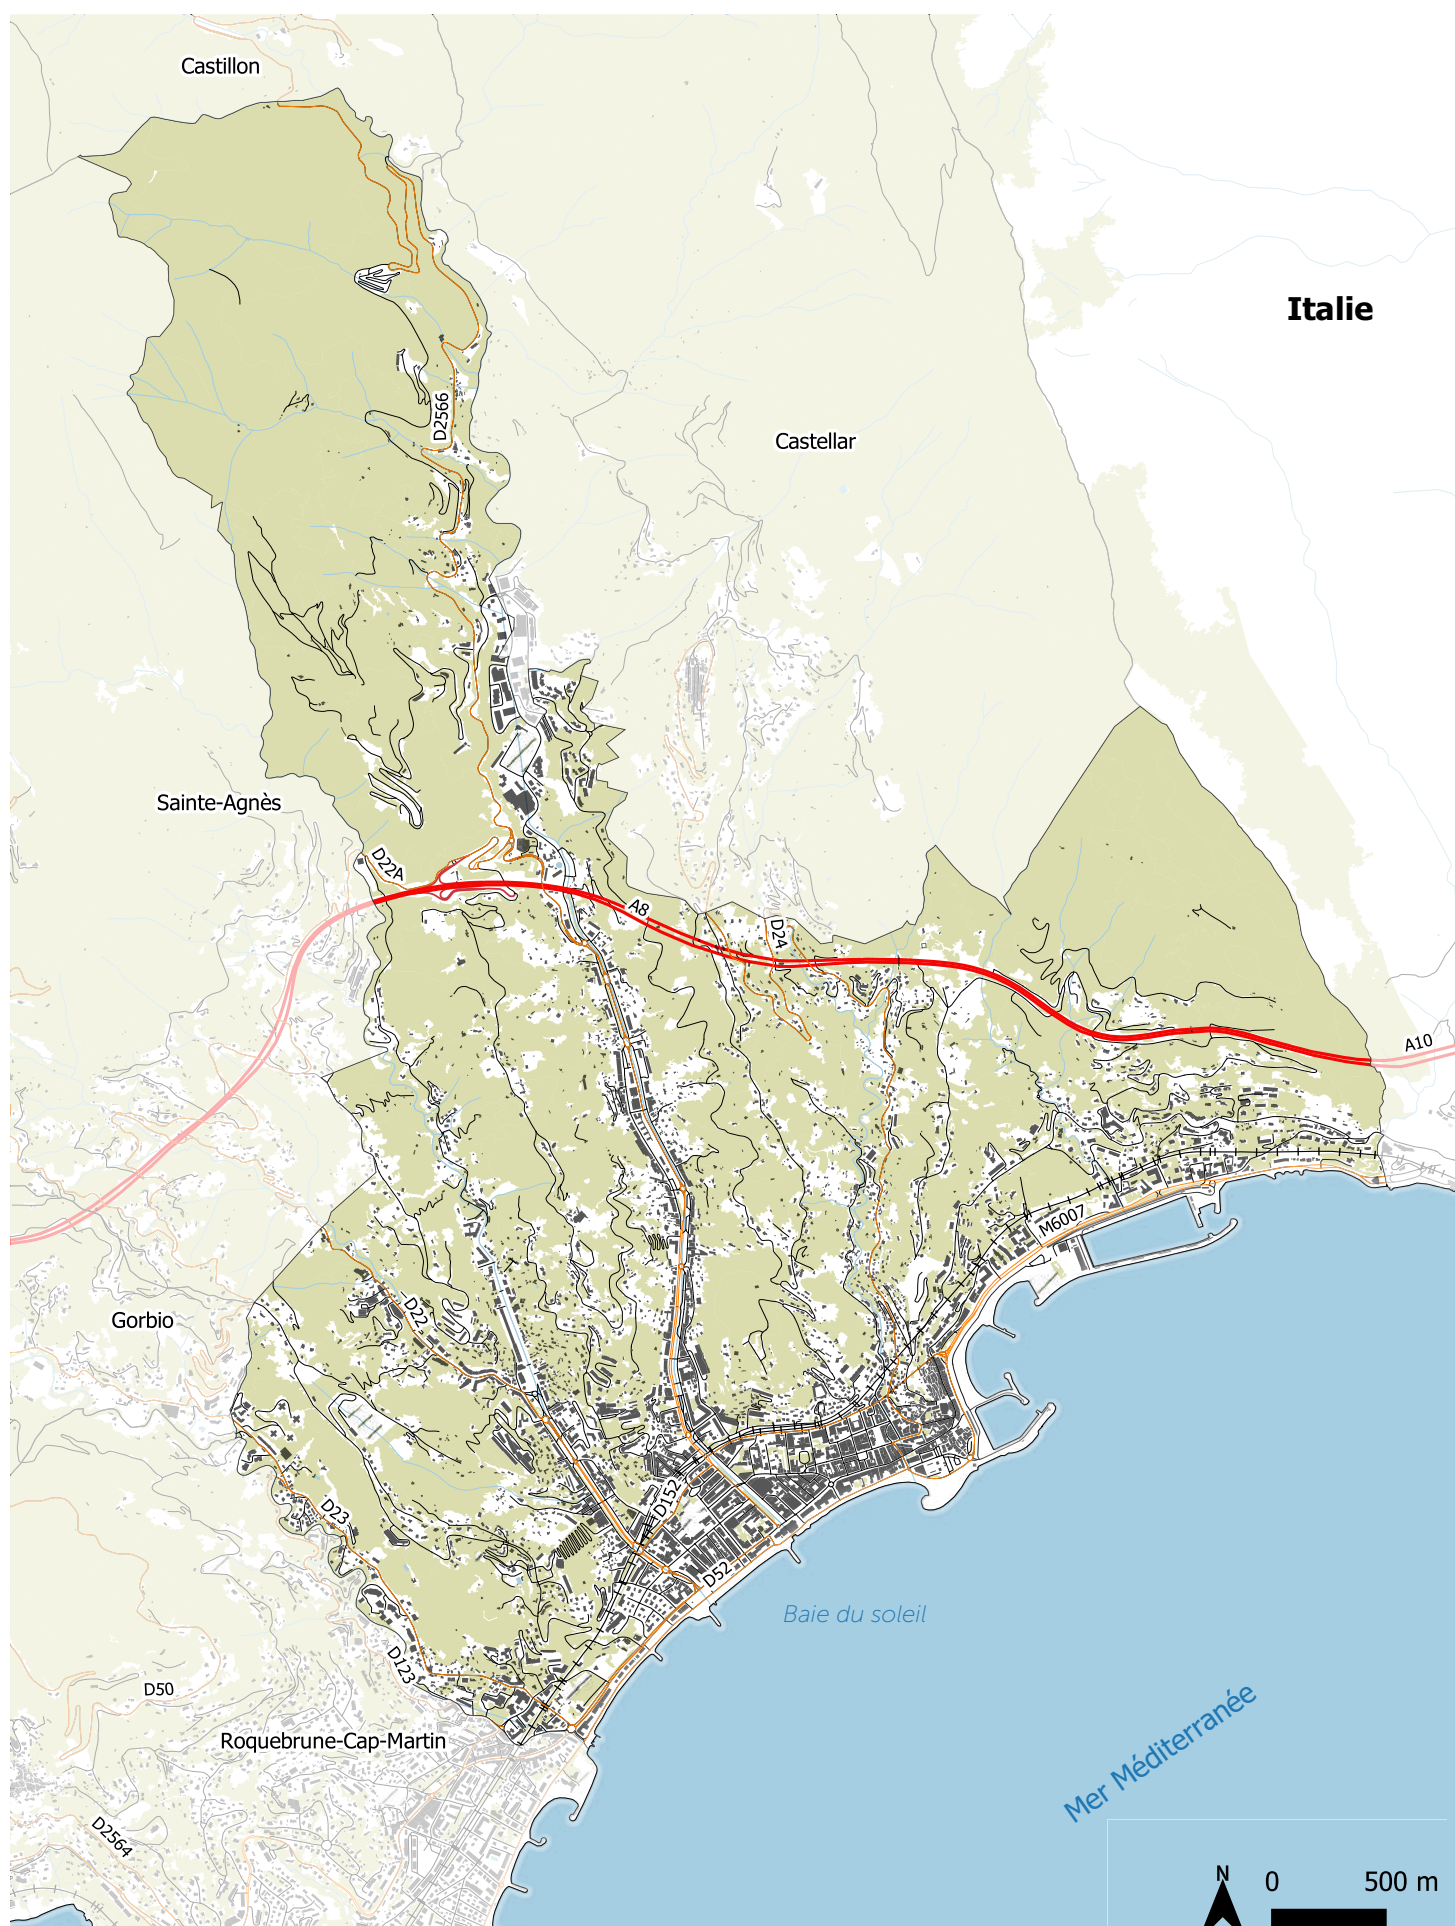 Castillon
Italie
D2566
Castellar
Sainte-Agnès
D22A
A8
D24
A10
M6007
D22
Gorbio
D152
D23
D52
Baie du soleil
D123
D50
Mer Méditerranée
Roquebrune-Cap-Martin
D2564
N
0 500 m